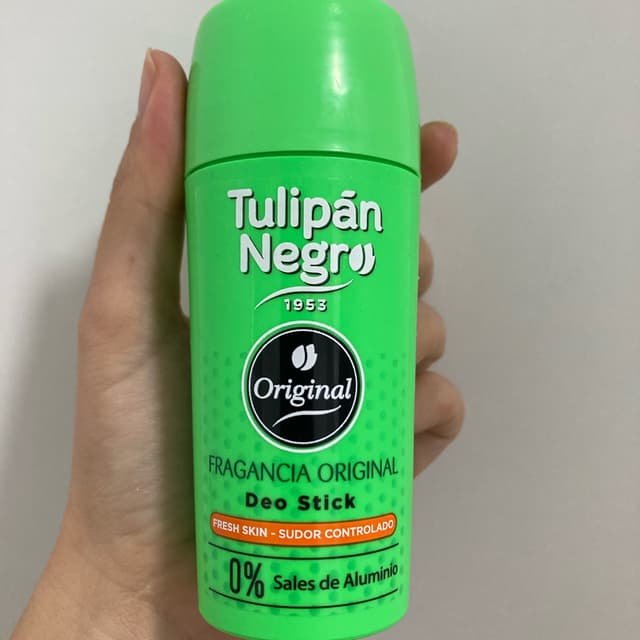 Tulipán
Negro
1953
Original
FRAGANCIA ORIGINAL
Deo Stick
FRESH SKIN - SUDOR CONTROLADO
0% Sales de Aluminio